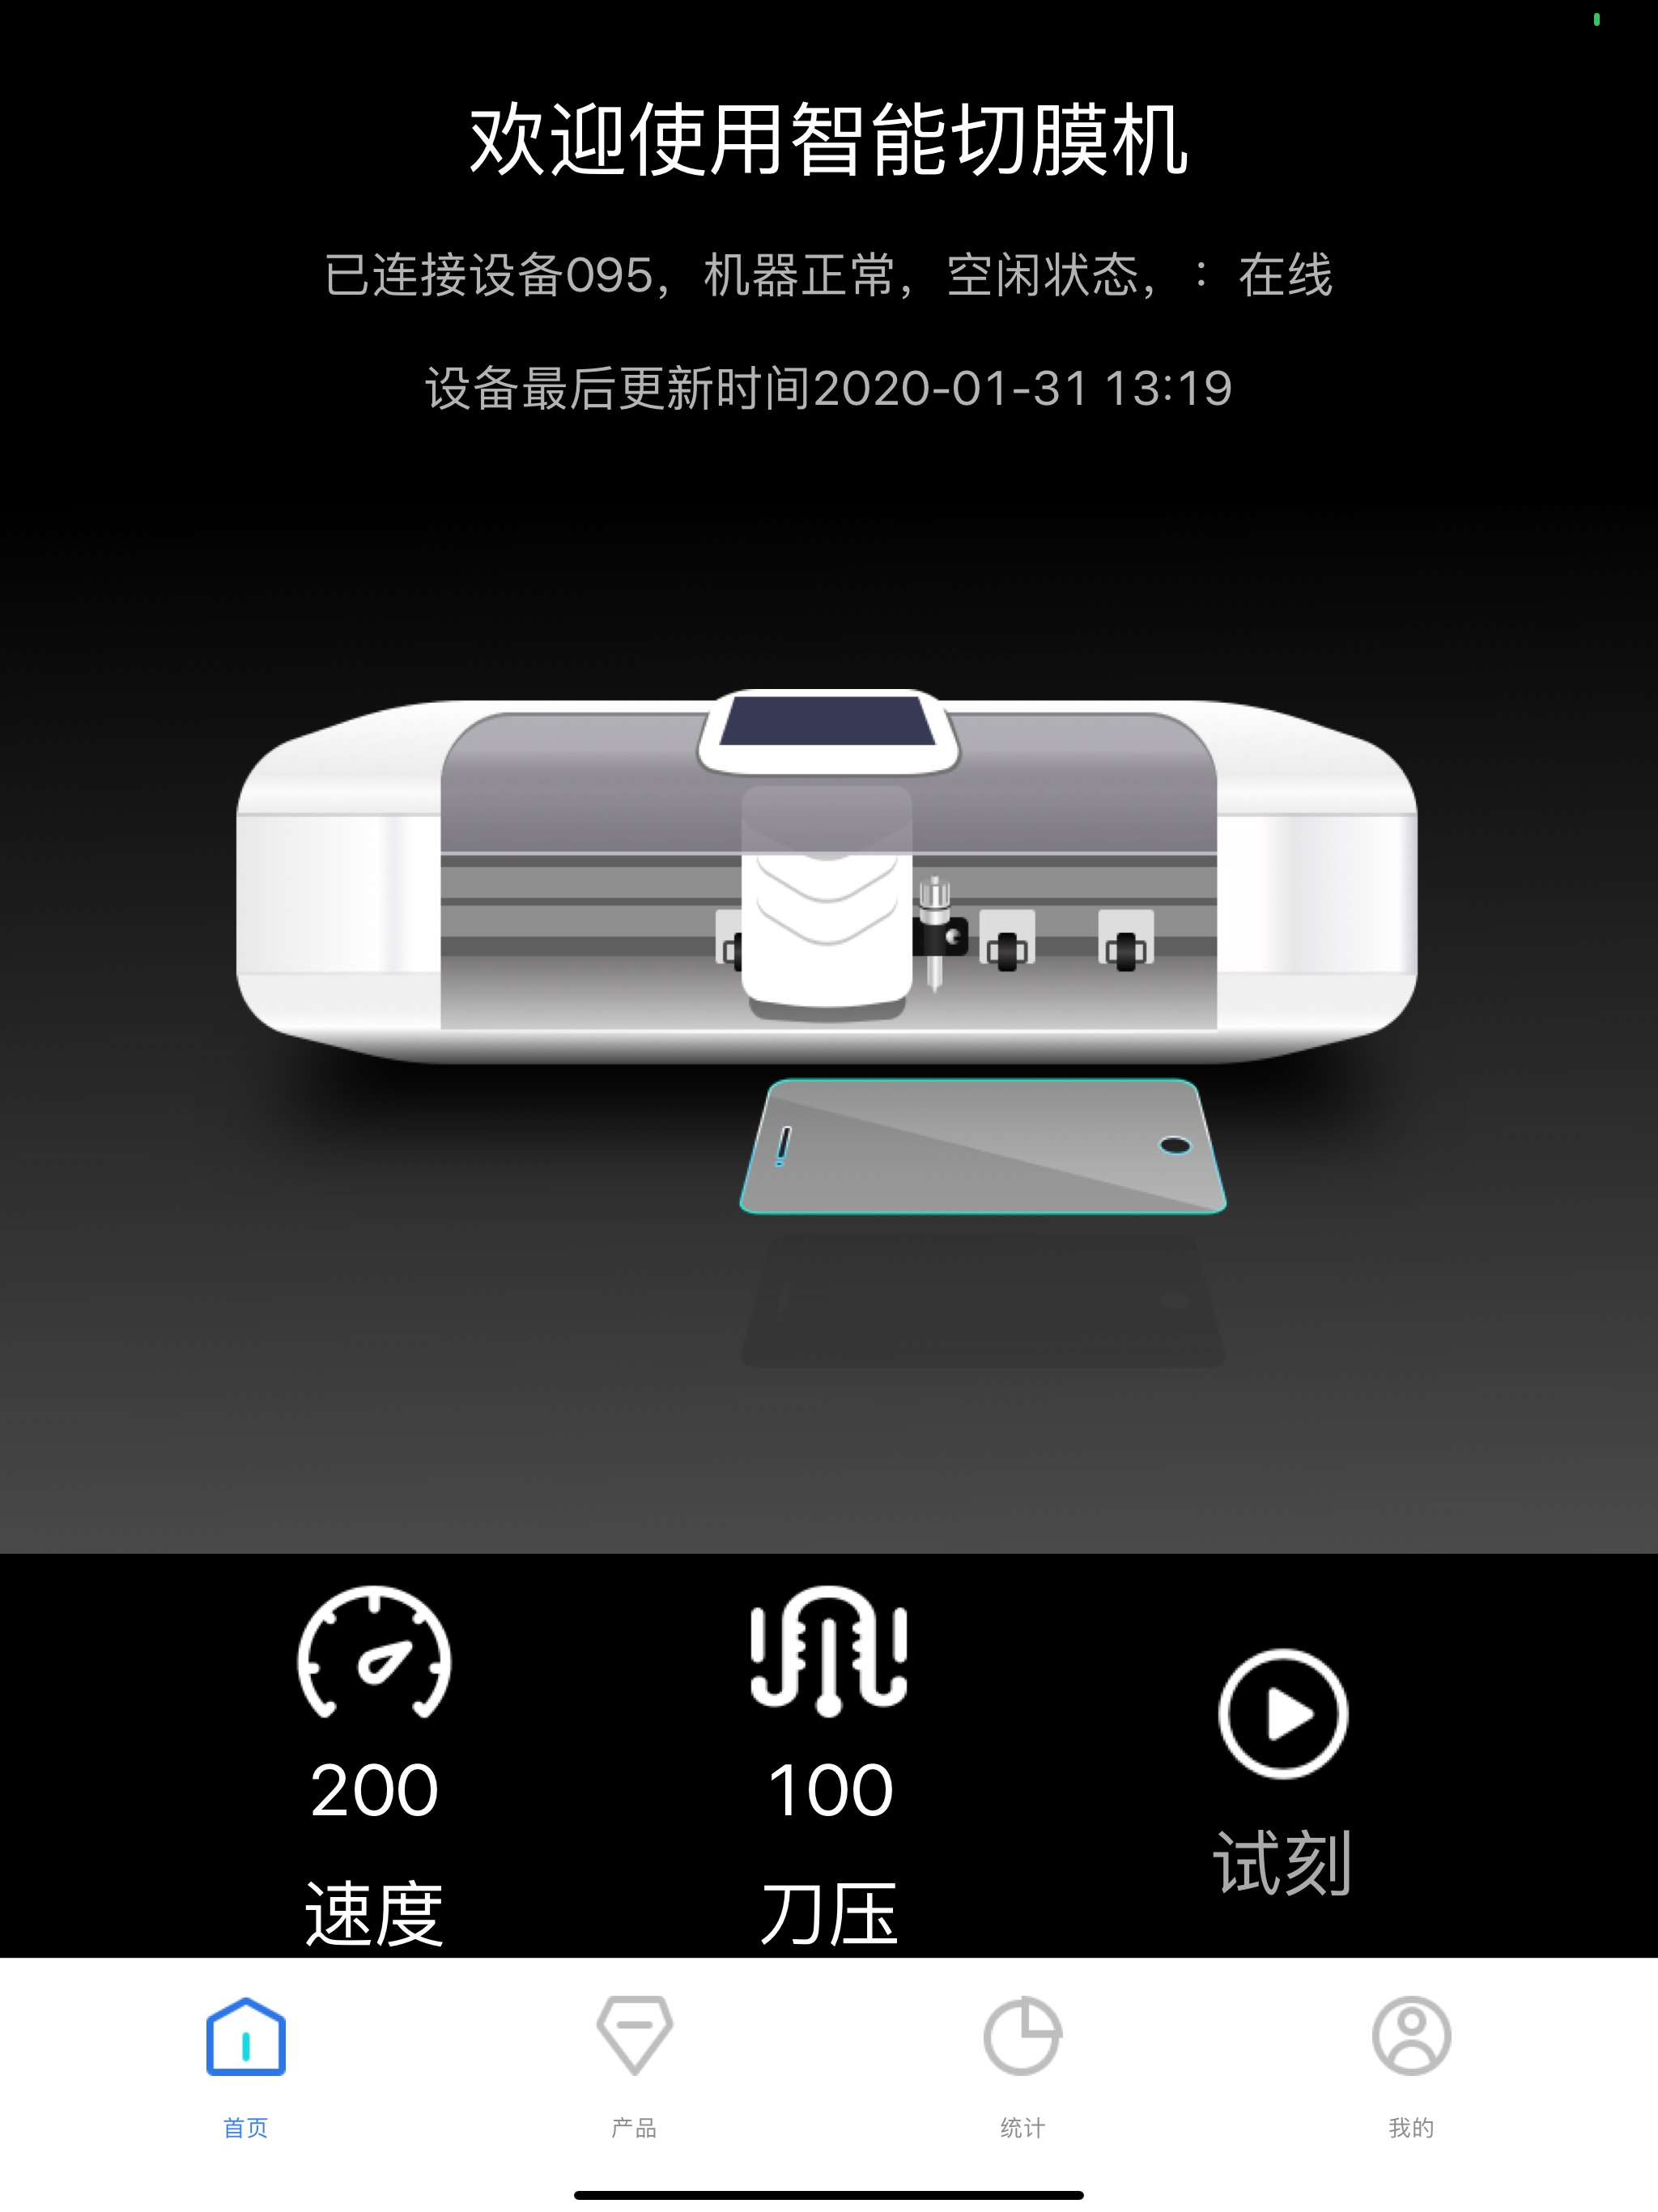 欢迎使用智能切膜机
已连接设备095，机器正常，空闲状态，：在线
设备最后更新时间2020-01-31 13:19
200
100
速度
刀压
试刻
首页
产品
统计
我的